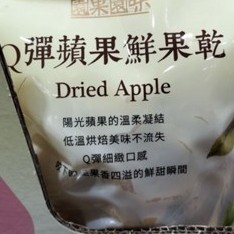 Q彈蘋果鮮果乾
Dried Apple
陽光蘋果的溫柔凝結
低溫烘焙美味不流失
Q彈細緻口感
果香四溢的鮮甜瞬間